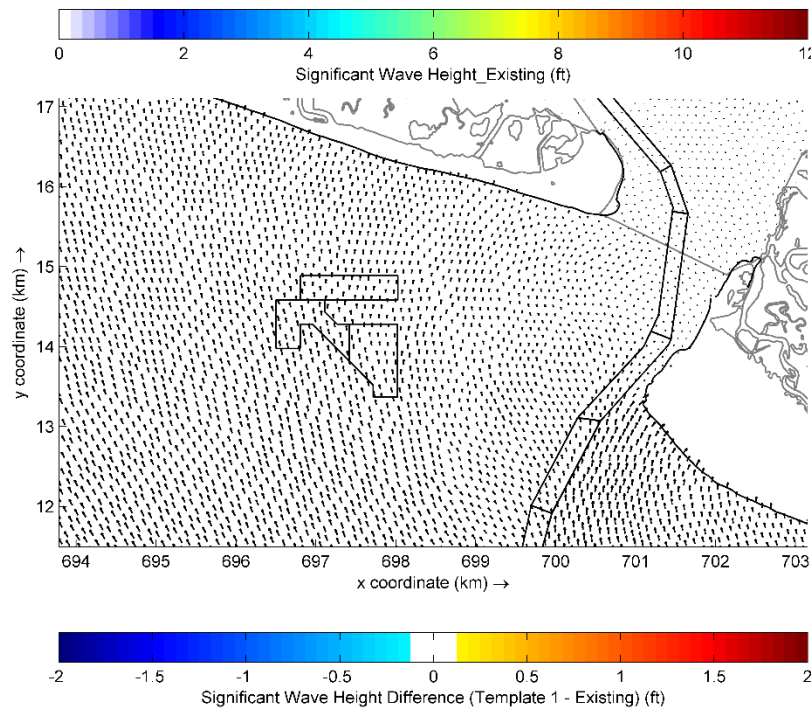 0 2 4 6 8 10 12
Significant Wave Height_Existing (ft)
17
16
15
14
13
12
y coordinate (km) →
694 695 696 697 698 699 700 701 702 703
x coordinate (km) →
-2 -1.5 -1 -0.5 0 0.5 1 1.5 2
Significant Wave Height Difference (Template 1 - Existing) (ft)